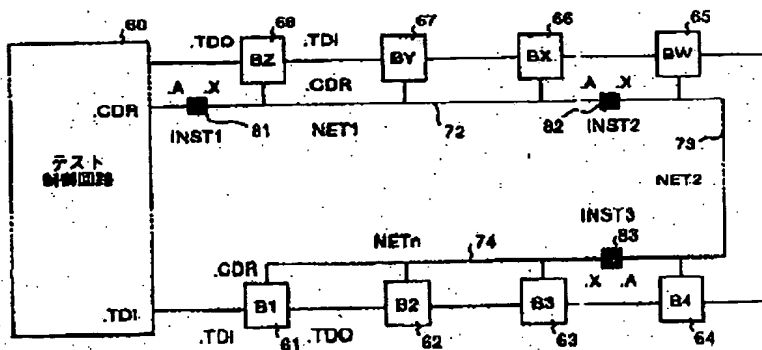 60
68
67
66
65
.TDO
.TDI
BZ
BY
BX
BW
.A
.X
.CDR
.A
.X
.CDR
INST1
81
NET1
72
82
INST2
73
テスト
制御回路
NET2
INST3
83
NETn
74
.CDR
.X
.A
.TDI
B1
B2
B3
B4
.TDI
61
.TDO
62
63
64